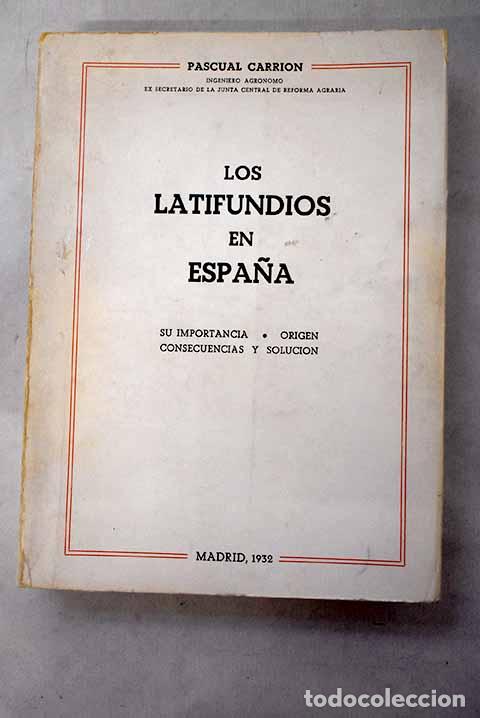 PASCUAL CARRION
INGENIERO AGRONOMO
EX SECRETARIO DE LA JUNTA CENTRAL DE REFORMA AGRARIA
LOS
LATIFUNDIOS
EN
ESPAÑA
SU IMPORTANCIA • ORIGEN
CONSECUENCIAS Y SOLUCION
MADRID, 1932
todocoleccion